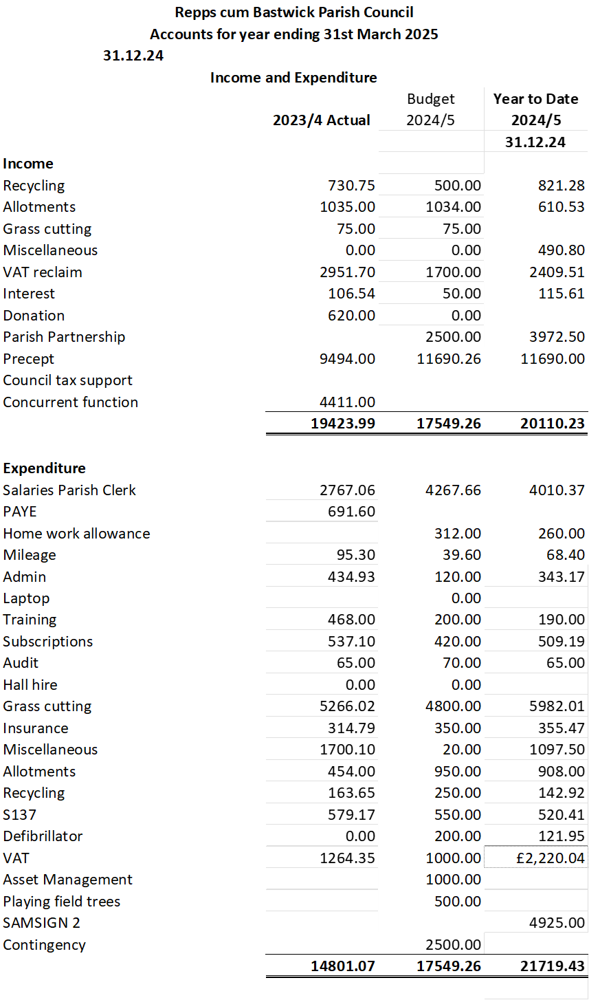 Repps cum Bastwick Parish Council
Accounts for year ending 31st March 2025
31.12.24
Income and Expenditure
Budget Year to Date
2023/4 Actual 2024/5 2024/5
31.12.24
Income
Recycling 730.75 500.00 821.28
Allotments 1035.00 1034.00 610.53
Grass cutting 75.00 75.00
Miscellaneous 0.00 0.00 490.80
VAT reclaim 2951.70 1700.00 2409.51
Interest 106.54 50.00 115.61
Donation 620.00 0.00
Parish Partnership 2500.00 3972.50
Precept 9494.00 11690.26 11690.00
Council tax support
Concurrent function 4411.00
19423.99 17549.26 20110.23
Expenditure
Salaries Parish Clerk 2767.06 4267.66 4010.37
PAYE 691.60
Home work allowance 312.00 260.00
Mileage 95.30 39.60 68.40
Admin 434.93 120.00 343.17
Laptop 0.00
Training 468.00 200.00 190.00
Subscriptions 537.10 420.00 509.19
Audit 65.00 70.00 65.00
Hall hire 0.00 0.00
Grass cutting 5266.02 4800.00 5982.01
Insurance 314.79 350.00 355.47
Miscellaneous 1700.10 20.00 1097.50
Allotments 454.00 950.00 908.00
Recycling 163.65 250.00 142.92
S137 579.17 550.00 520.41
Defibrillator 0.00 200.00 121.95
VAT 1264.35 1000.00 £2,220.04
Asset Management 1000.00
Playing field trees 500.00
SAMSIGN 2 4925.00
Contingency 2500.00
14801.07 17549.26 21719.43